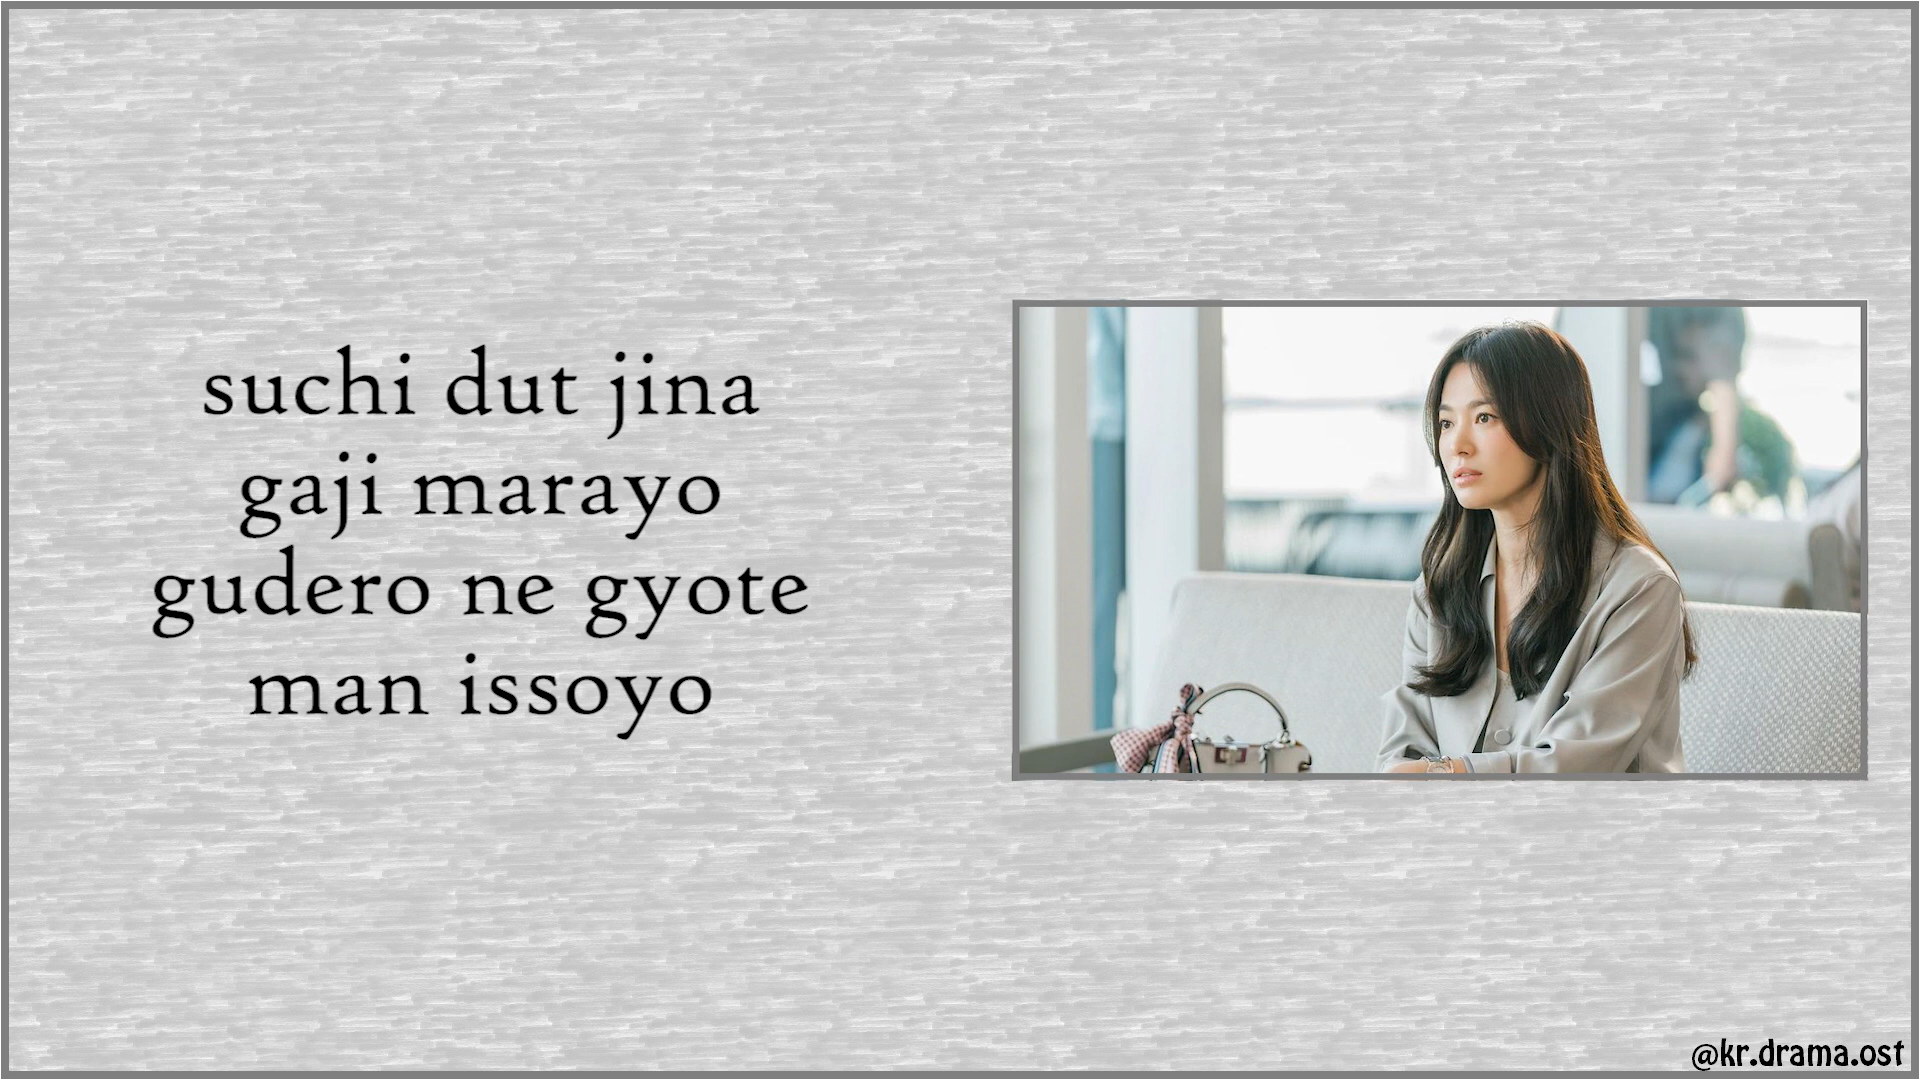 suchi dut jina
gaji marayo
gudero ne gyote
man issoyo
@kr.drama.ost